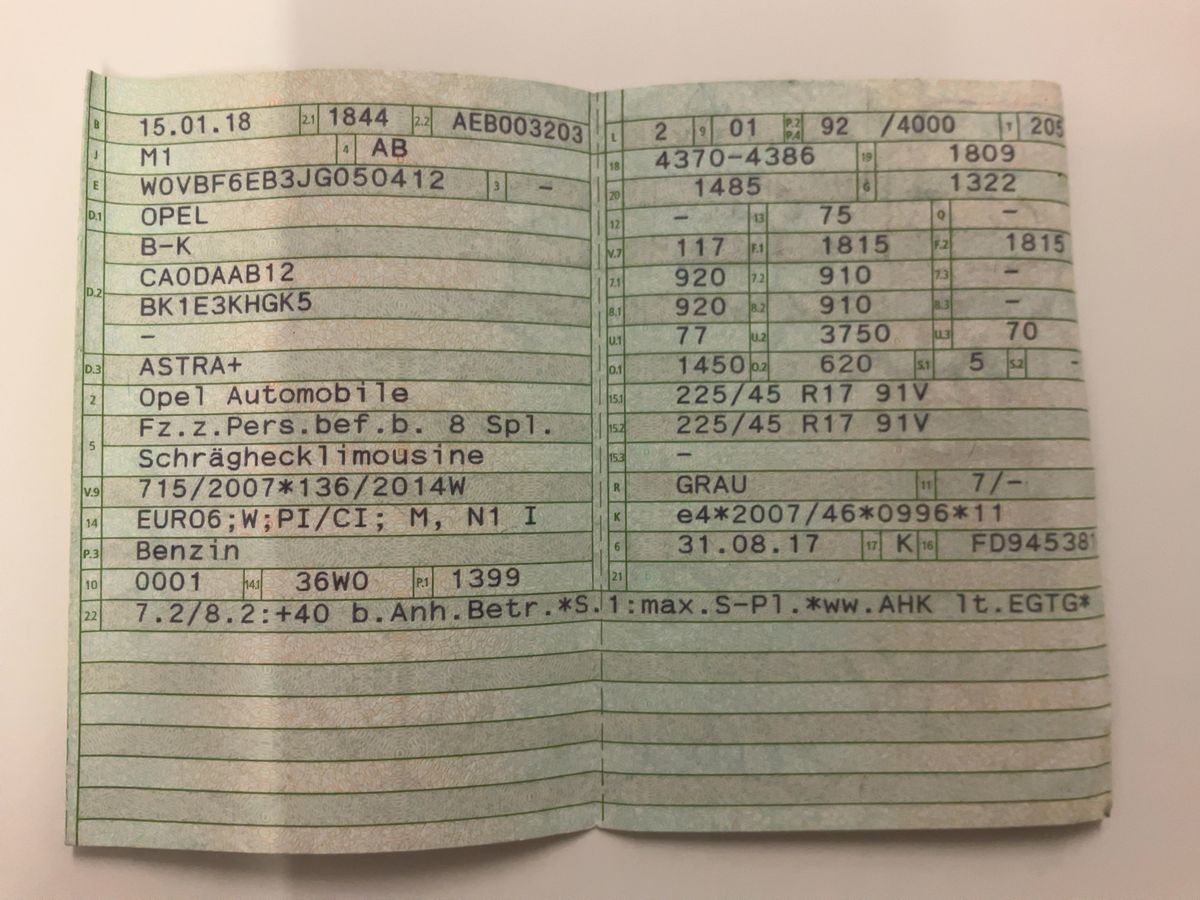 B 15.01.18 2.1 1844 2.2 AEB003203
J M1 4 AB
E W0VBF6EB3JG050412 3 –
D.1 OPEL
D.2 B-K
CA0DAAB12
BK1E3KHGK5
–
D.3 ASTRA+
2 Opel Automobile
5 Fz.z.Pers.bef.b. 8 Spl.
Schräghecklimousine
V.9 715/2007*136/2014W
14 EURO6;W;PI/CI; M, N1 I
P.3 Benzin
10 0001 14.1 36W0 P.1 1399
L 2 9 01 P.2 P.4 92 /4000 T 205
18 4370-4386 19 1809
20 1485 G 1322
12 – 13 75 Q –
V.7 117 F.1 1815 F.2 1815
7.1 920 7.2 910 7.3 –
8.1 920 8.2 910 8.3 –
U.1 77 U.2 3750 U.3 70
O.1 1450 O.2 620 S.1 5 S.2 -
15.1 225/45 R17 91V
15.2 225/45 R17 91V
15.3 –
R GRAU 11 7/-
K e4*2007/46*0996*11
6 31.08.17 17 K 16 FD945381
21
22 7.2/8.2:+40 b.Anh.Betr.*S.1:max.S-Pl.*ww.AHK lt.EGTG*